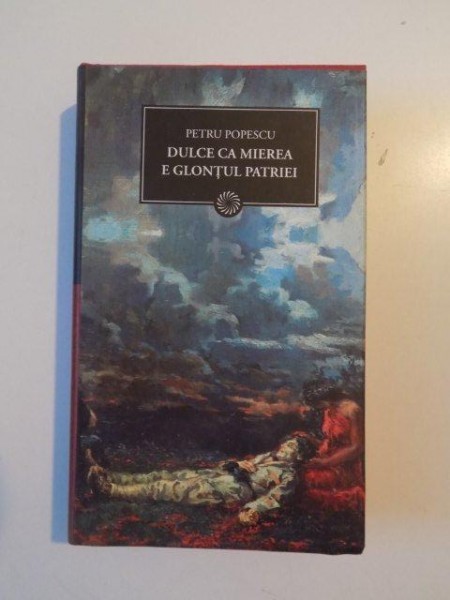 PETRU POPESCU
DULCE CA MIEREA
E GLONȚUL PATRIEI